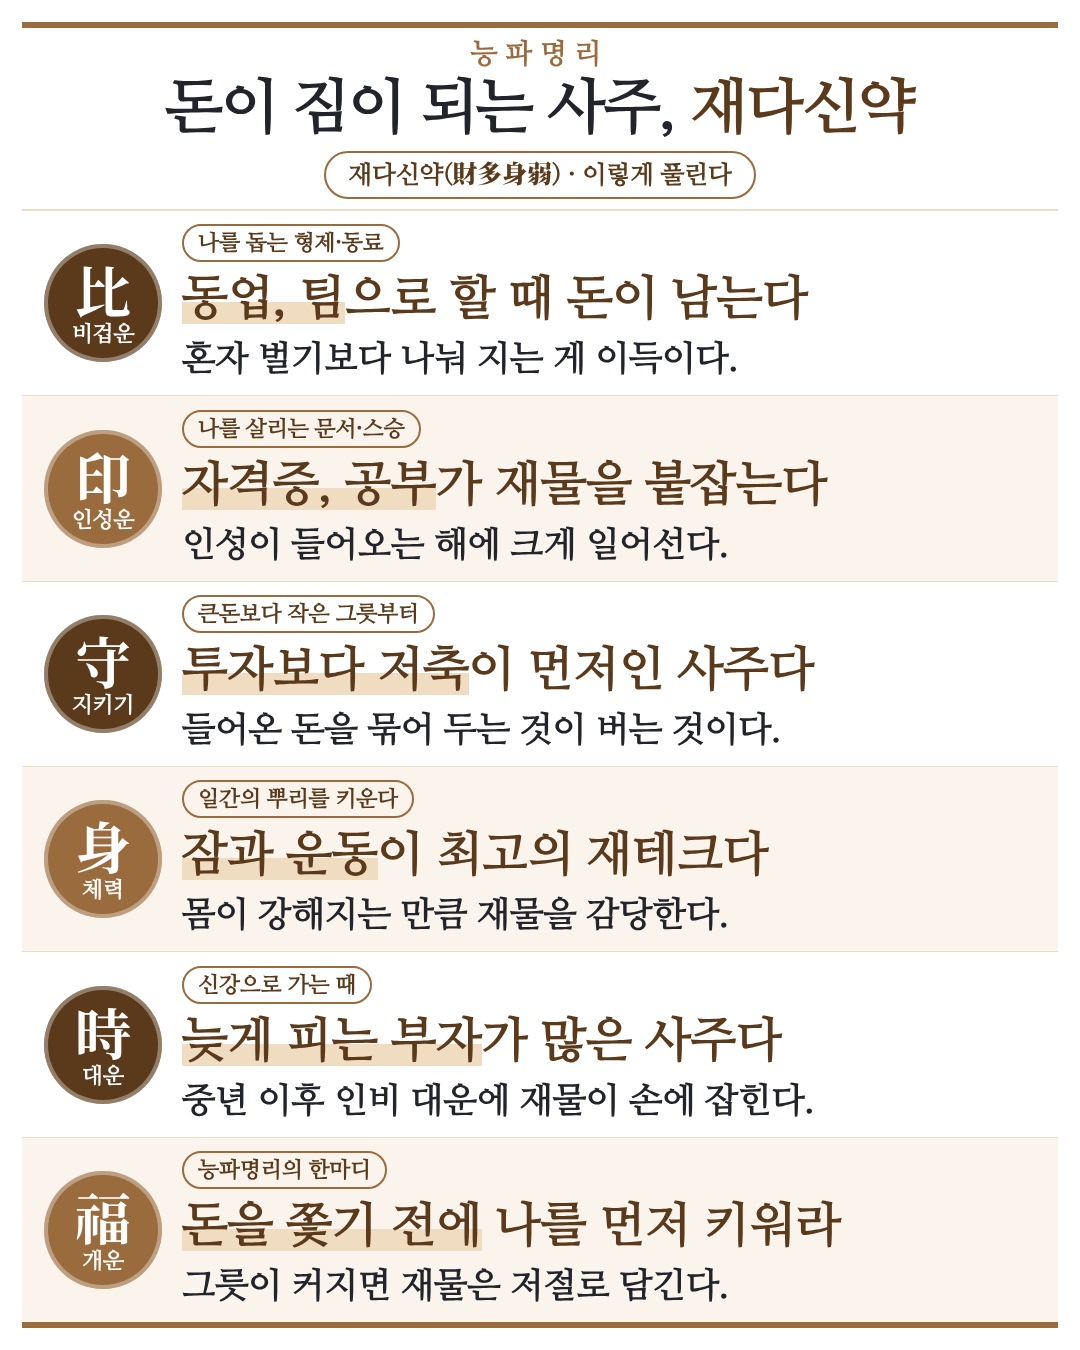 능파명리
돈이 짐이 되는 사주, 재다신약
재다신약(財多身弱) · 이렇게 풀린다
比
비겁운
나를 돕는 형제·동료
동업, 팀으로 할 때 돈이 남는다
혼자 벌기보다 나눠 지는 게 이득이다.
印
인성운
나를 살리는 문서·스승
자격증, 공부가 재물을 붙잡는다
인성이 들어오는 해에 크게 일어선다.
守
지키기
큰돈보다 작은 그릇부터
투자보다 저축이 먼저인 사주다
들어온 돈을 묶어 두는 것이 버는 것이다.
身
체력
일간의 뿌리를 키운다
잠과 운동이 최고의 재테크다
몸이 강해지는 만큼 재물을 감당한다.
時
대운
신강으로 가는 때
늦게 피는 부자가 많은 사주다
중년 이후 인비 대운에 재물이 손에 잡힌다.
福
개운
능파명리의 한마디
돈을 쫓기 전에 나를 먼저 키워라
그릇이 커지면 재물은 저절로 담긴다.